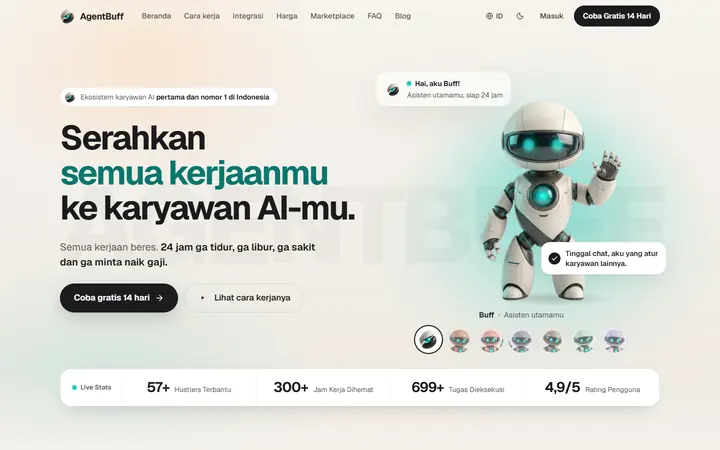 AgentBuff
Beranda
Cara kerja
Integrasi
Harga
Marketplace
FAQ
Blog
ID
Masuk
Coba Gratis 14 Hari
Ekosistem karyawan AI pertama dan nomor 1 di Indonesia
Serahkan
semua kerjaanmu
ke karyawan AI-mu.
Semua kerjaan beres. 24 jam ga tidur, ga libur, ga sakit
dan ga minta naik gaji.
Coba gratis 14 hari →
Lihat cara kerjanya
AGENTBUFF
Hai, aku Buff!
Asisten utamamu, siap 24 jam
Tinggal chat, aku yang atur
karyawan lainnya.
Buff · Asisten utamamu
Live Stats
57+ Hustlers Terbantu
300+ Jam Kerja Dihemat
699+ Tugas Dieksekusi
4,9/5 Rating Pengguna